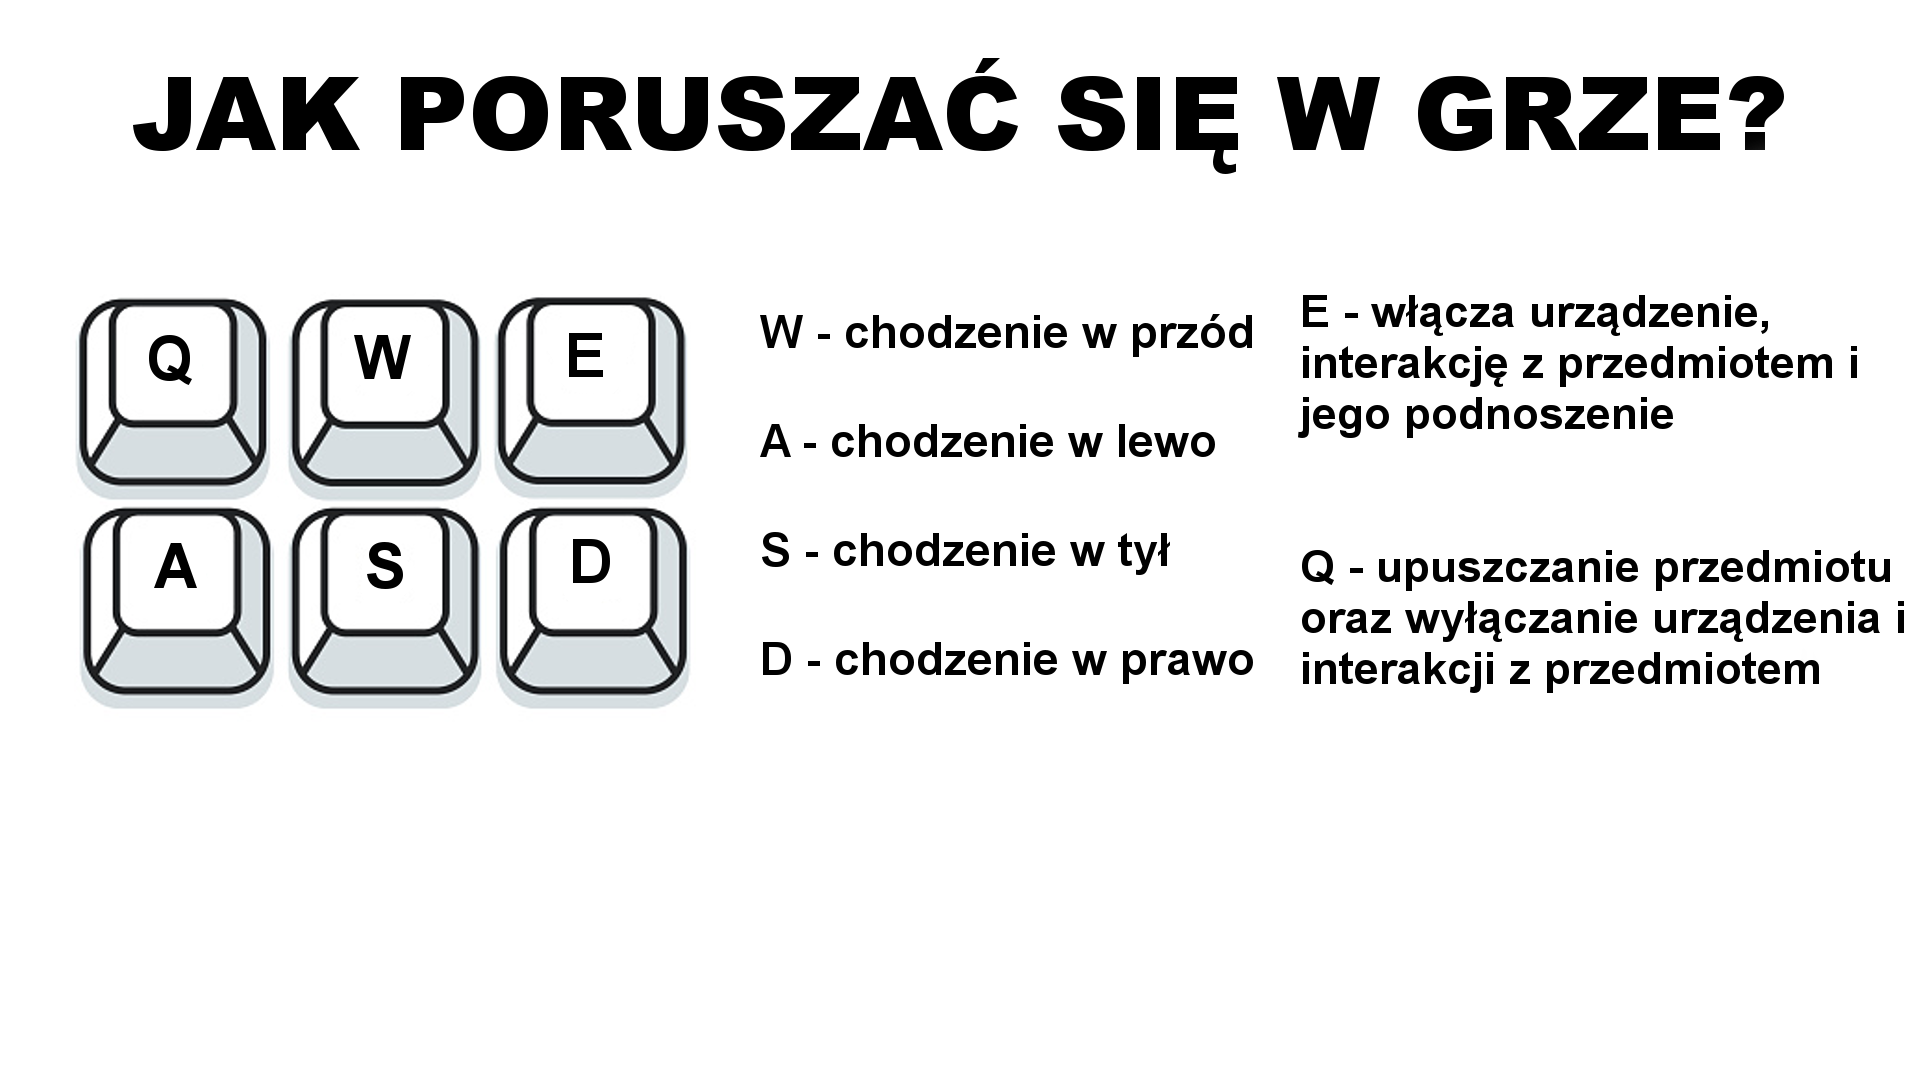 JAK PORUSZAĆ SIĘ W GRZE?
Q
W
E
A
S
D
W - chodzenie w przód
A - chodzenie w lewo
S - chodzenie w tył
D - chodzenie w prawo
E - włącza urządzenie,
interakcję z przedmiotem i
jego podnoszenie
Q - upuszczanie przedmiotu
oraz wyłączanie urządzenia i
interakcji z przedmiotem